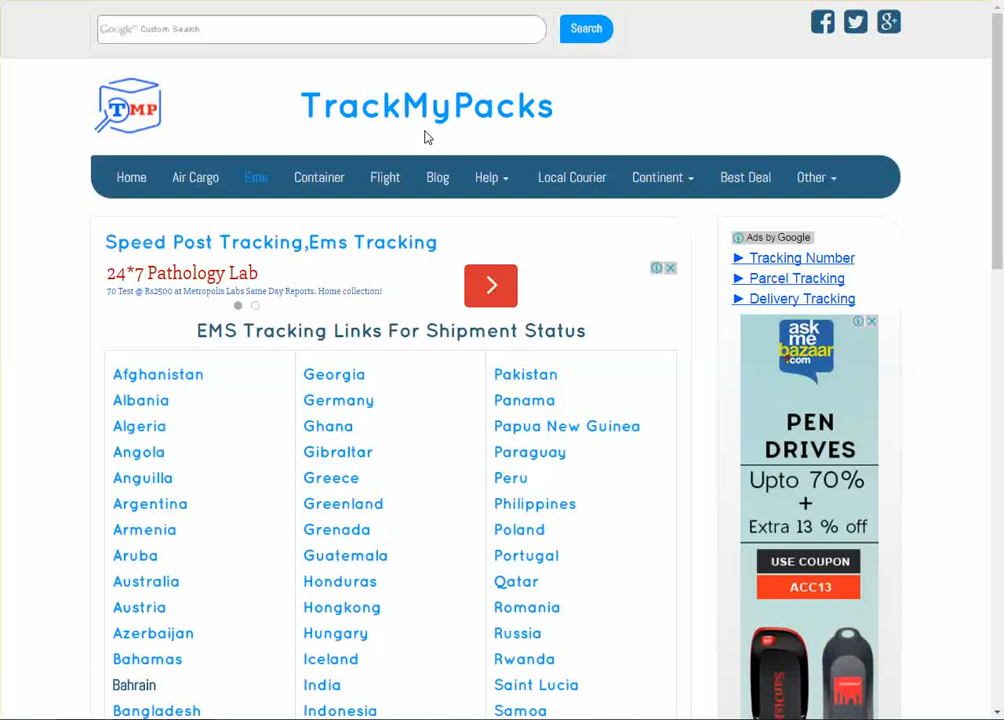 Google™ Custom Search
Search
TMP
TrackMyPacks
Home Air Cargo Ems Container Flight Blog Help Local Courier Continent Best Deal Other
Speed Post Tracking,Ems Tracking
24*7 Pathology Lab
70 Test @ Rs2500 at Metropolis Labs Same Day Reports. Home collection!
EMS Tracking Links For Shipment Status
Afghanistan
Albania
Algeria
Angola
Anguilla
Argentina
Armenia
Aruba
Australia
Austria
Azerbaijan
Bahamas
Bahrain
Bangladesh
Georgia
Germany
Ghana
Gibraltar
Greece
Greenland
Grenada
Guatemala
Honduras
Hongkong
Hungary
Iceland
India
Indonesia
Pakistan
Panama
Papua New Guinea
Paraguay
Peru
Philippines
Poland
Portugal
Qatar
Romania
Russia
Rwanda
Saint Lucia
Samoa
Ads by Google
► Tracking Number
► Parcel Tracking
► Delivery Tracking
ask
me
bazaar
.com
PEN
DRIVES
Upto 70%
+
Extra 13 % off
USE COUPON
ACC13
SanDisk